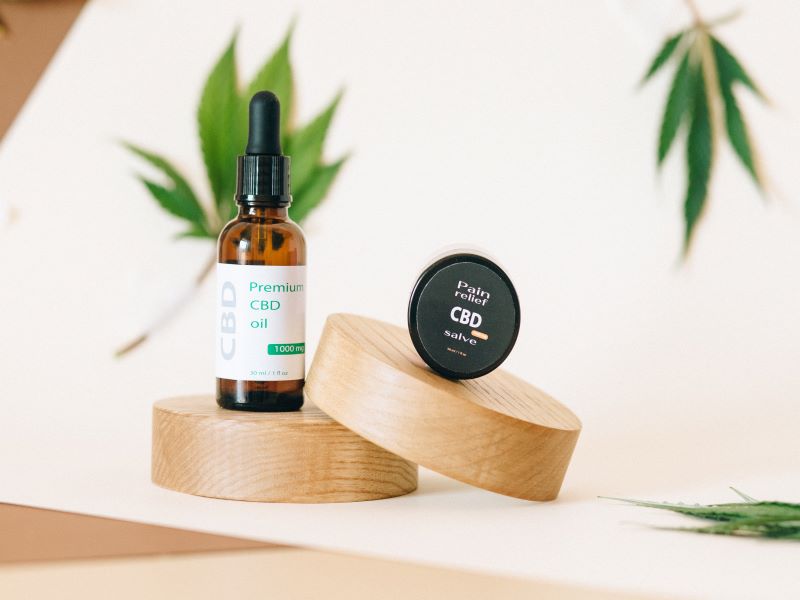 CBD
Premium
CBD
oil
1000 mg
30 ml / 1 fl oz
Pain
relief
CBD
salve